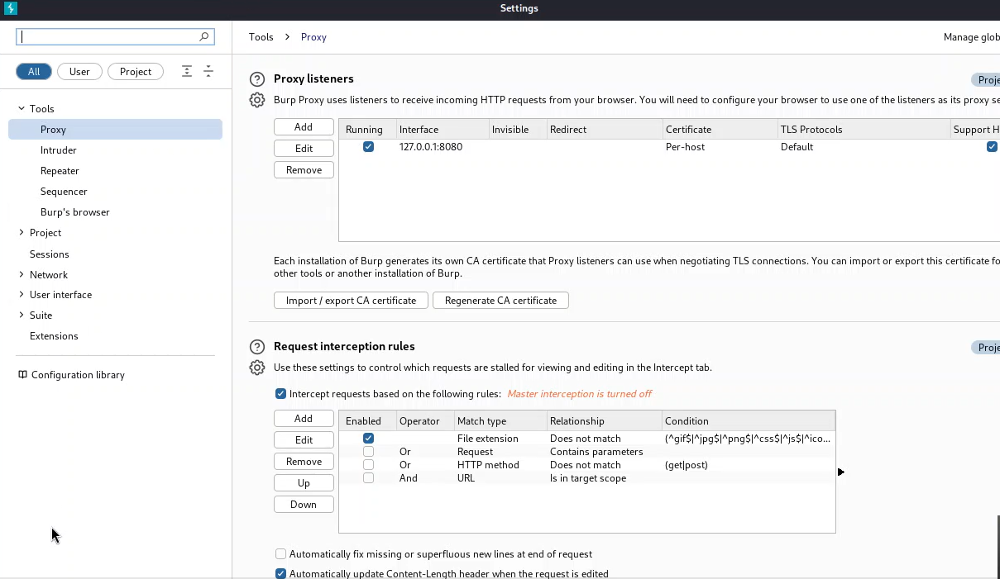 Settings
Tools > Proxy
Manage glob
All User Project
Tools
Proxy
Intruder
Repeater
Sequencer
Burp's browser
Project
Sessions
Network
User interface
Suite
Extensions
Configuration library
Proxy listeners
Proje
Burp Proxy uses listeners to receive incoming HTTP requests from your browser. You will need to configure your browser to use one of the listeners as its proxy se
Add
Edit
Remove
Running Interface Invisible Redirect Certificate TLS Protocols Support H
127.0.0.1:8080 Per-host Default
Each installation of Burp generates its own CA certificate that Proxy listeners can use when negotiating TLS connections. You can import or export this certificate fo
other tools or another installation of Burp.
Import / export CA certificate Regenerate CA certificate
Request interception rules
Proje
Use these settings to control which requests are stalled for viewing and editing in the Intercept tab.
Intercept requests based on the following rules: Master interception is turned off
Add
Edit
Remove
Up
Down
Enabled Operator Match type Relationship Condition
File extension Does not match (^gif$|^jpg$|^png$|^css$|^js$|^ico...
Or Request Contains parameters
Or HTTP method Does not match (get|post)
And URL Is in target scope
Automatically fix missing or superfluous new lines at end of request
Automatically update Content-Length header when the request is edited